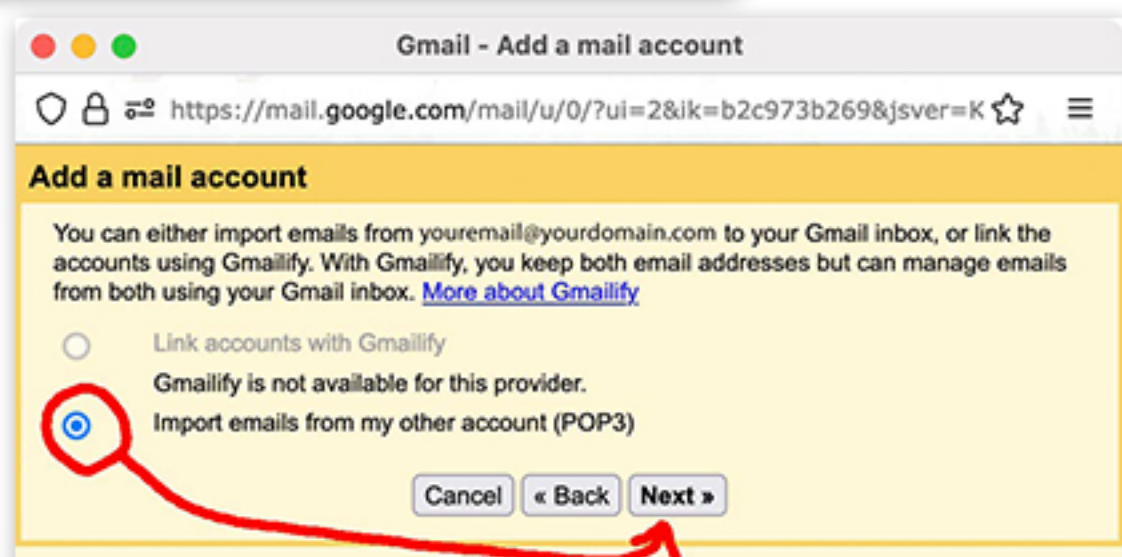 Gmail - Add a mail account
https://mail.google.com/mail/u/0/?ui=2&ik=b2c973b269&jsver=K
Add a mail account
You can either import emails from youremail@yourdomain.com to your Gmail inbox, or link the
accounts using Gmailify. With Gmailify, you keep both email addresses but can manage emails
from both using your Gmail inbox. More about Gmailify
Link accounts with Gmailify
Gmailify is not available for this provider.
Import emails from my other account (POP3)
Cancel « Back Next »